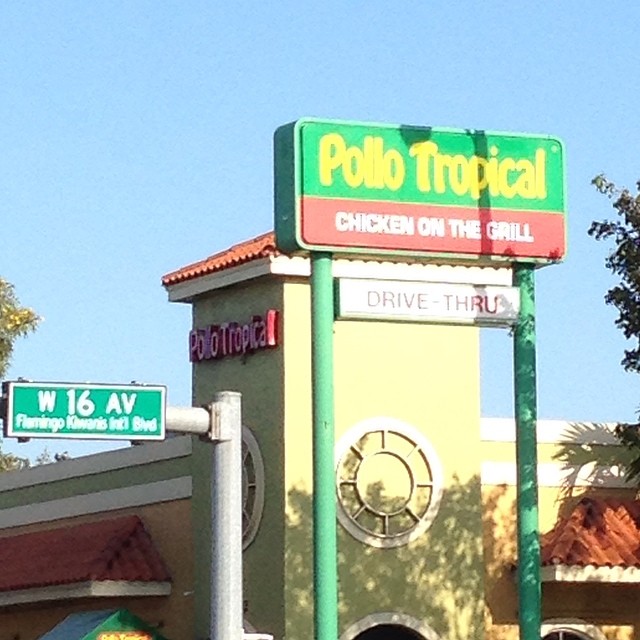 Pollo Tropical
CHICKEN ON THE GRILL
DRIVE-THRU
Pollo Tropical
W 16 AV
Flamingo Kiwanis Int'l Blvd